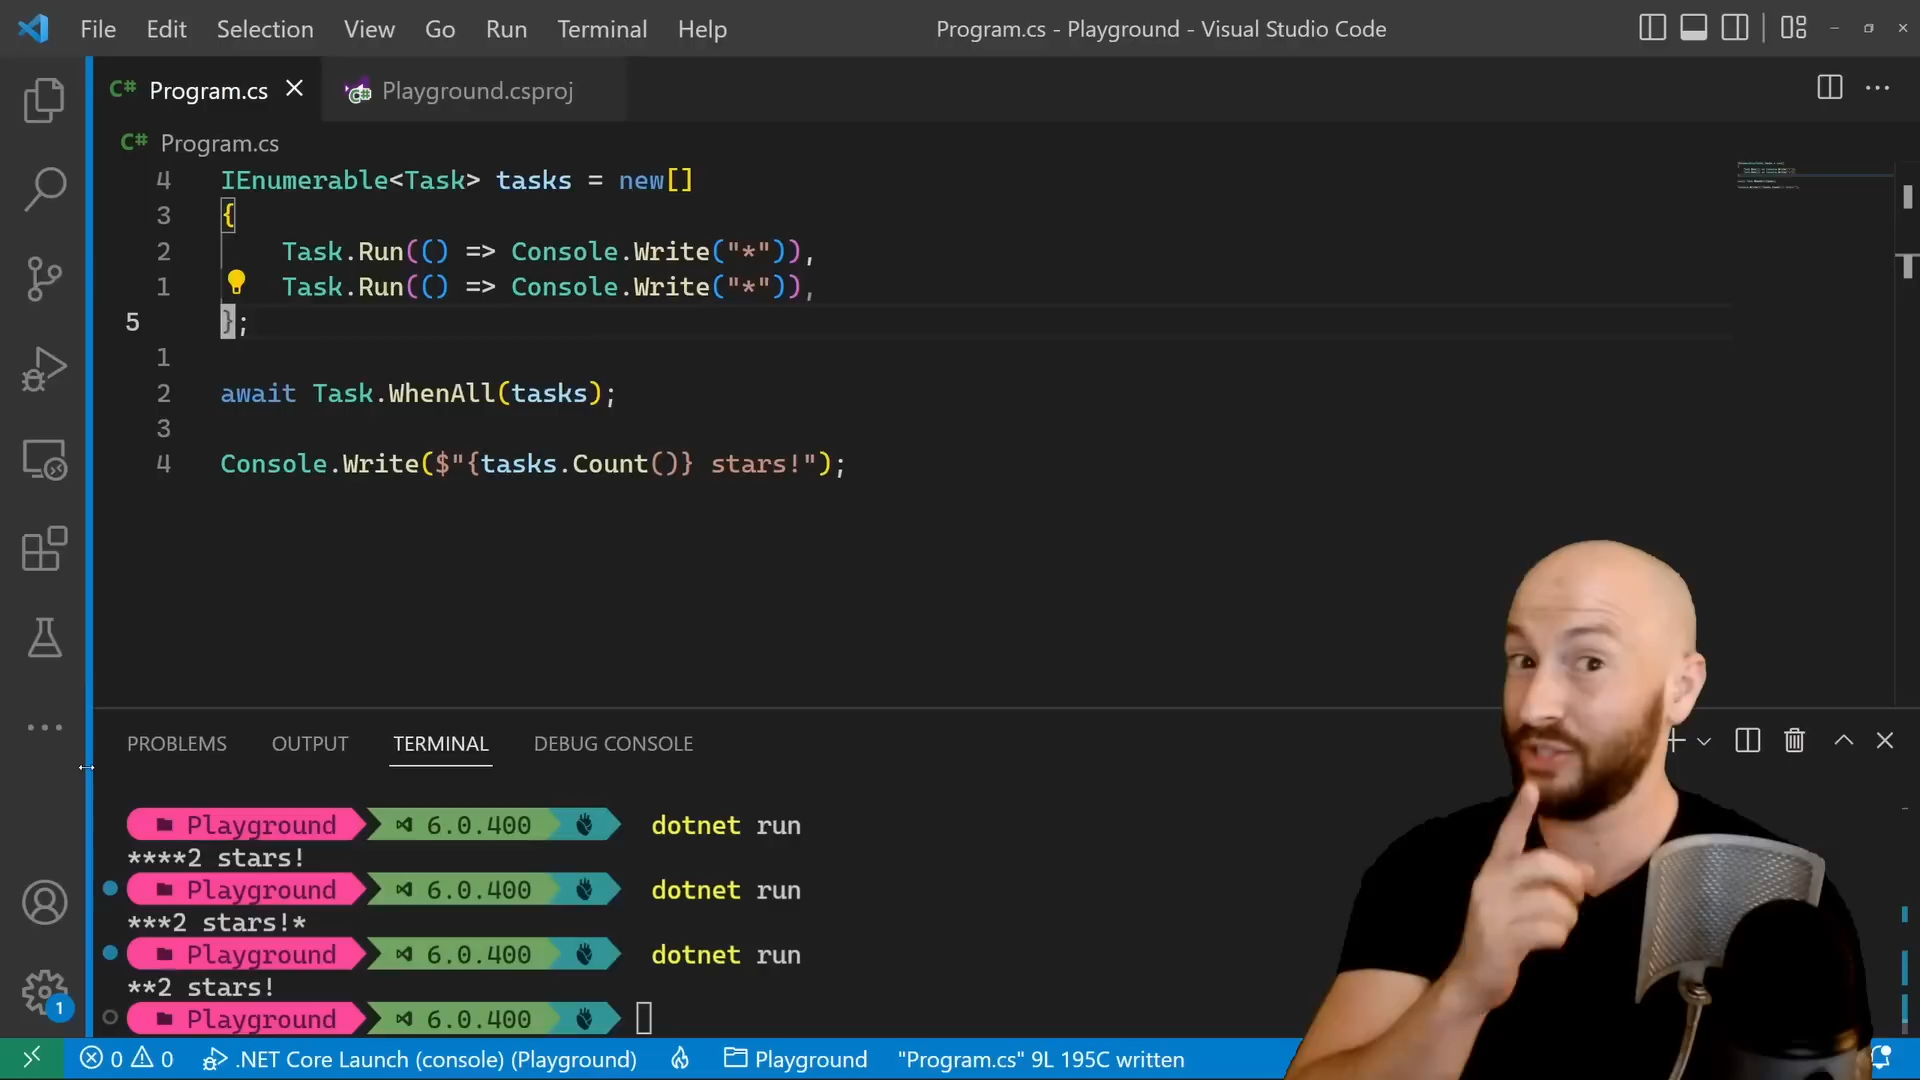 File Edit Selection View Go Run Terminal Help Program.cs - Playground - Visual Studio Code
C# Program.cs Playground.csproj
C# Program.cs
4 IEnumerable<Task> tasks = new[]
3 {
2 Task.Run(() => Console.Write("*")),
1 Task.Run(() => Console.Write("*")),
5 };
1
2 await Task.WhenAll(tasks);
3
4 Console.Write($"{tasks.Count()} stars!");
PROBLEMS OUTPUT TERMINAL DEBUG CONSOLE
Playground 6.0.400 dotnet run
****2 stars!
Playground 6.0.400 dotnet run
***2 stars!*
Playground 6.0.400 dotnet run
**2 stars!
Playground 6.0.400
1
0 0 .NET Core Launch (console) (Playground) Playground "Program.cs" 9L 195C written